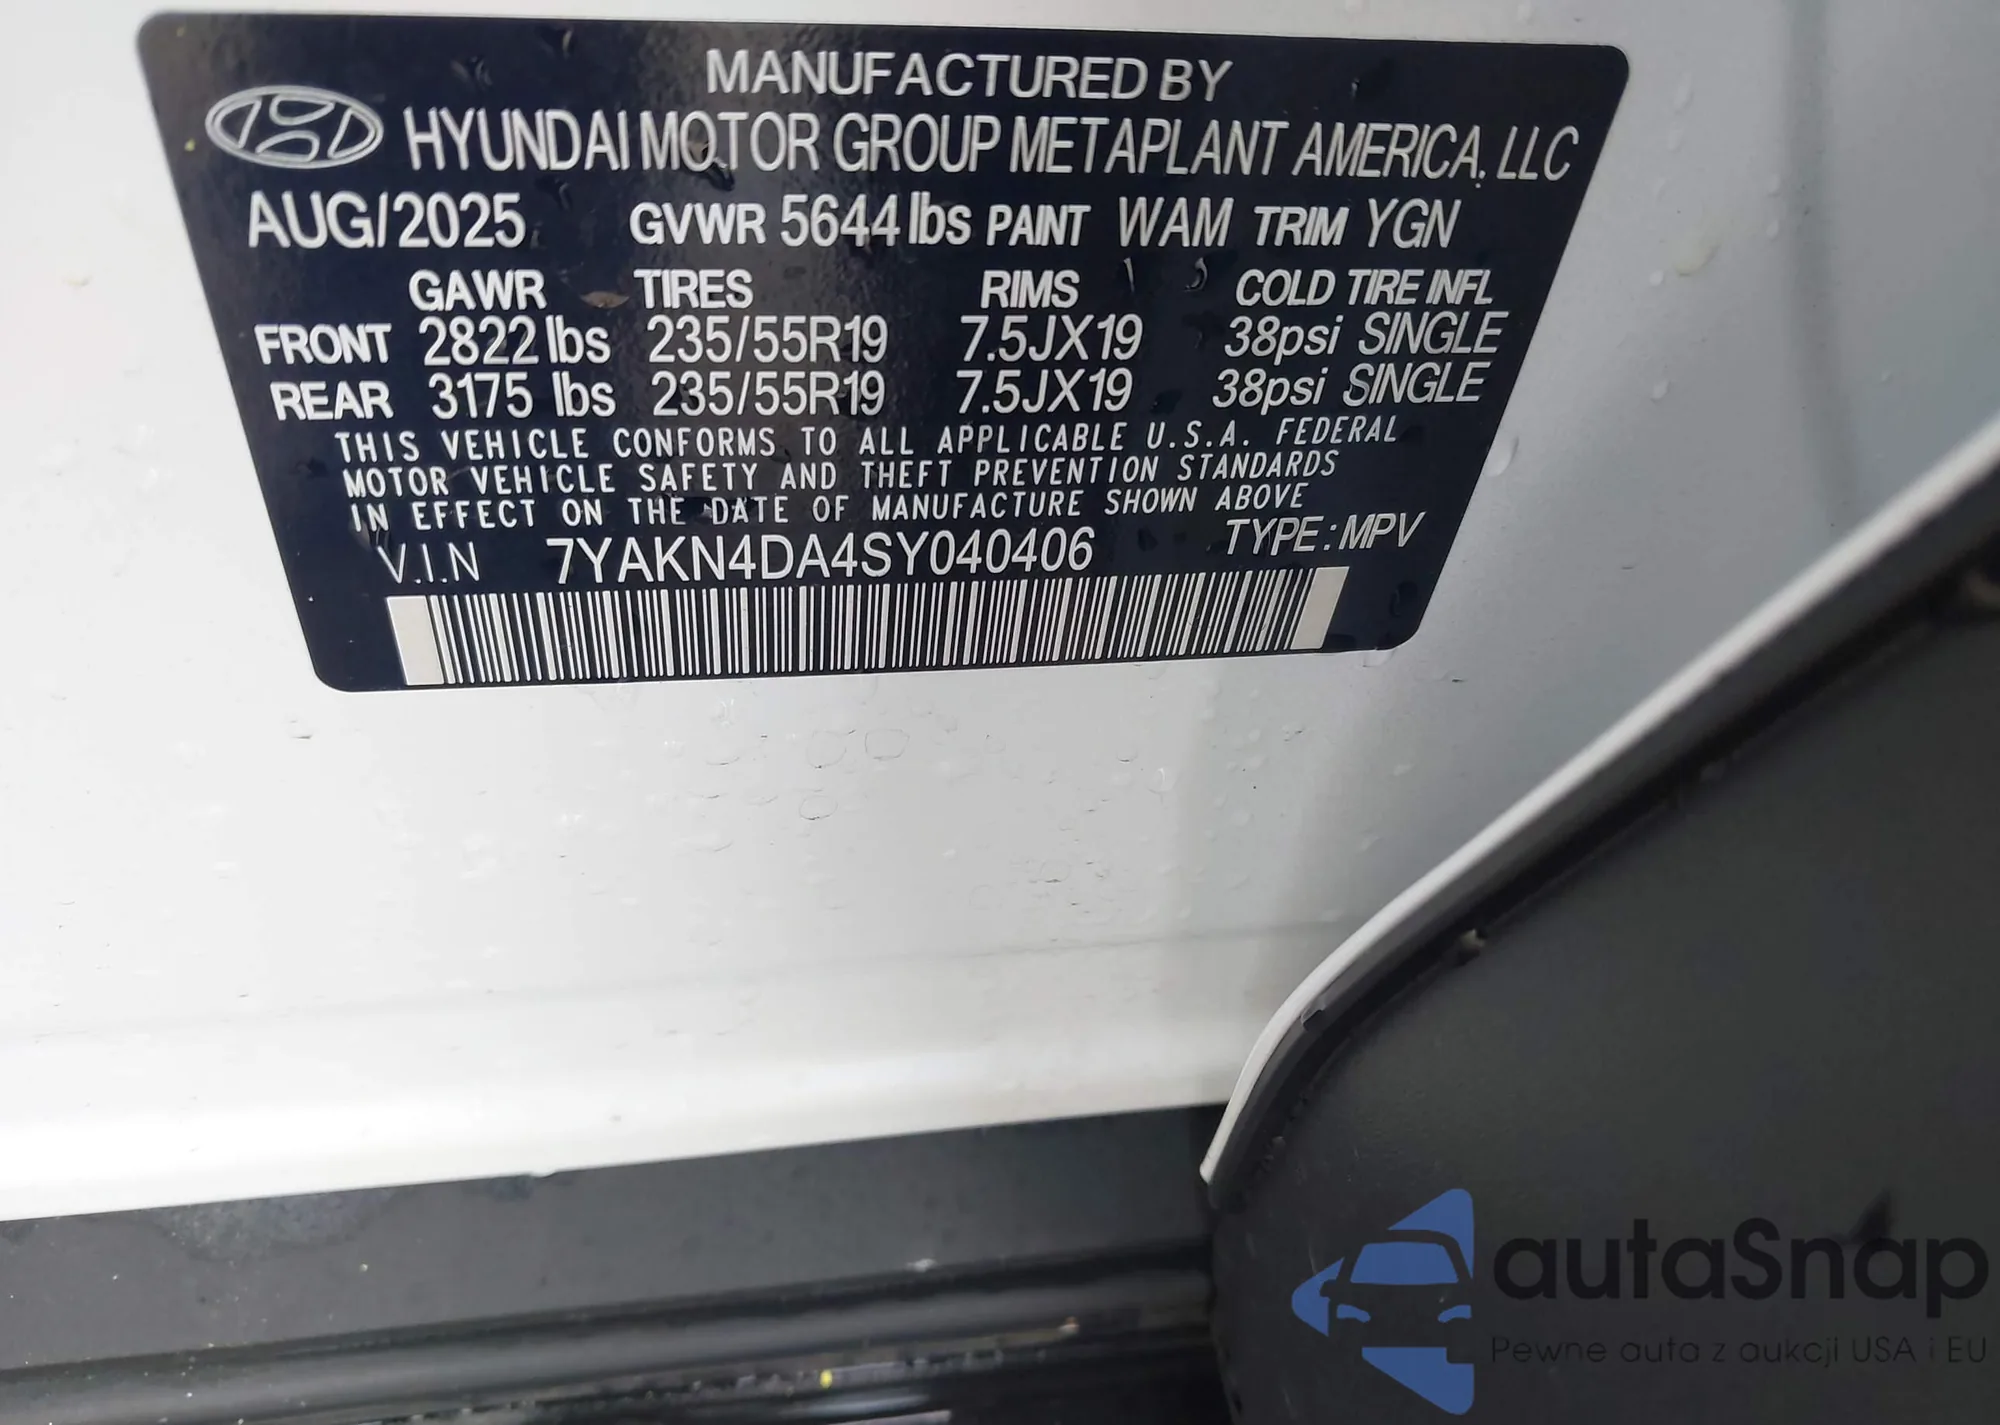 MANUFACTURED BY
HYUNDAI MOTOR GROUP METAPLANT AMERICA, LLC
AUG/2025 GVWR 5644 lbs PAINT WAM TRIM YGN
GAWR TIRES RIMS COLD TIRE INFL
FRONT 2822 lbs 235/55R19 7.5JX19 38psi SINGLE
REAR 3175 lbs 235/55R19 7.5JX19 38psi SINGLE
THIS VEHICLE CONFORMS TO ALL APPLICABLE U.S.A. FEDERAL
MOTOR VEHICLE SAFETY AND THEFT PREVENTION STANDARDS
IN EFFECT ON THE DATE OF MANUFACTURE SHOWN ABOVE
V.I.N 7YAKN4DA4SY040406 TYPE: MPV
autaSnap
Pewne auta z aukcji USA i EU